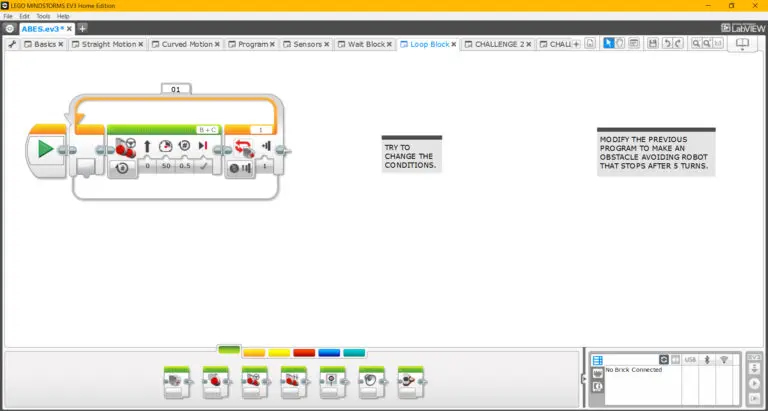 LEGO MINDSTORMS EV3 Home Edition
File Edit Tools Help
ABES.ev3*
LabVIEW
Basics Straight Motion Curved Motion Program Sensors Wait Block Loop Block CHALLENGE 2 CHALL
01
B + C
1
0 50 0.5 1
TRY TO
CHANGE THE
CONDITIONS.
MODIFY THE PREVIOUS
PROGRAM TO MAKE AN
OBSTACLE AVOIDING ROBOT
THAT STOPS AFTER 5 TURNS.
USB
EV3
No Brick Connected